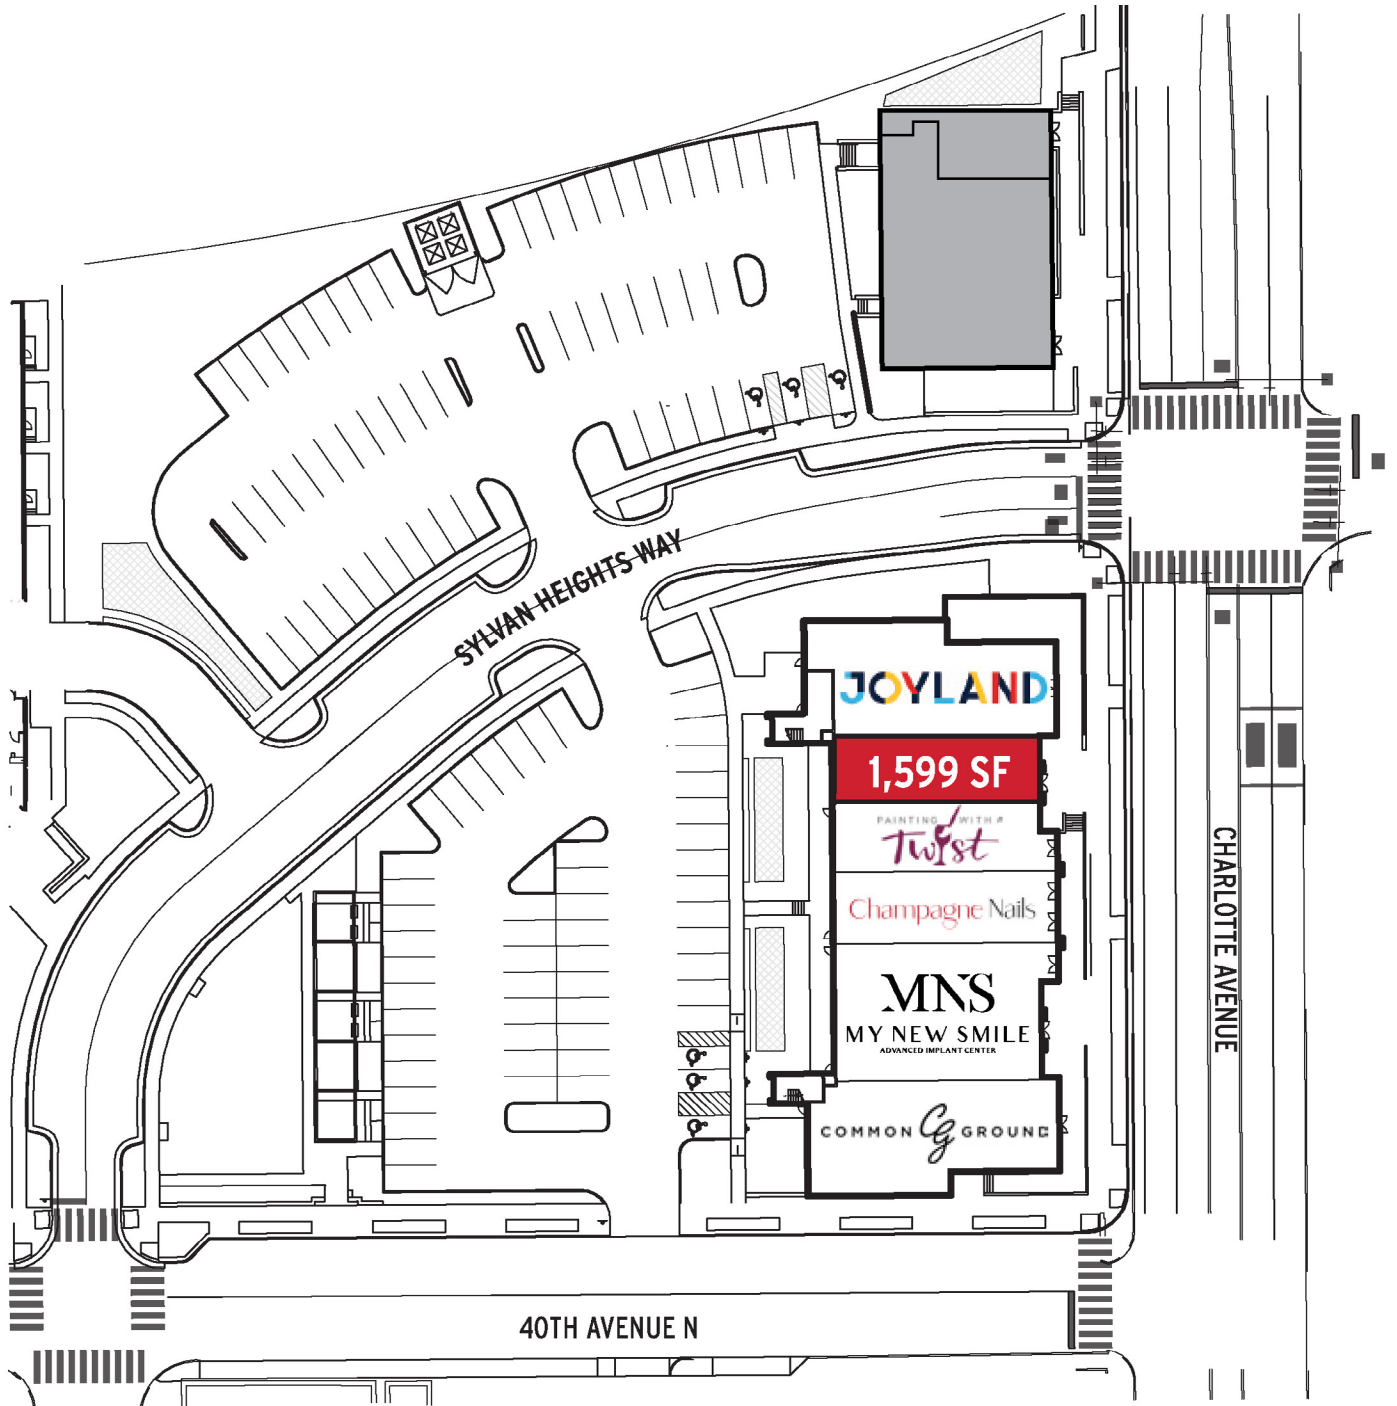 SYLVAN HEIGHTS WAY
JOYLAND
1,599 SF
PAINTING WITH A
Twist
Champagne Nails
MNS
MY NEW SMILE
ADVANCED IMPLANT CENTER
COMMON CG GROUND
CHARLOTTE AVENUE
40TH AVENUE N